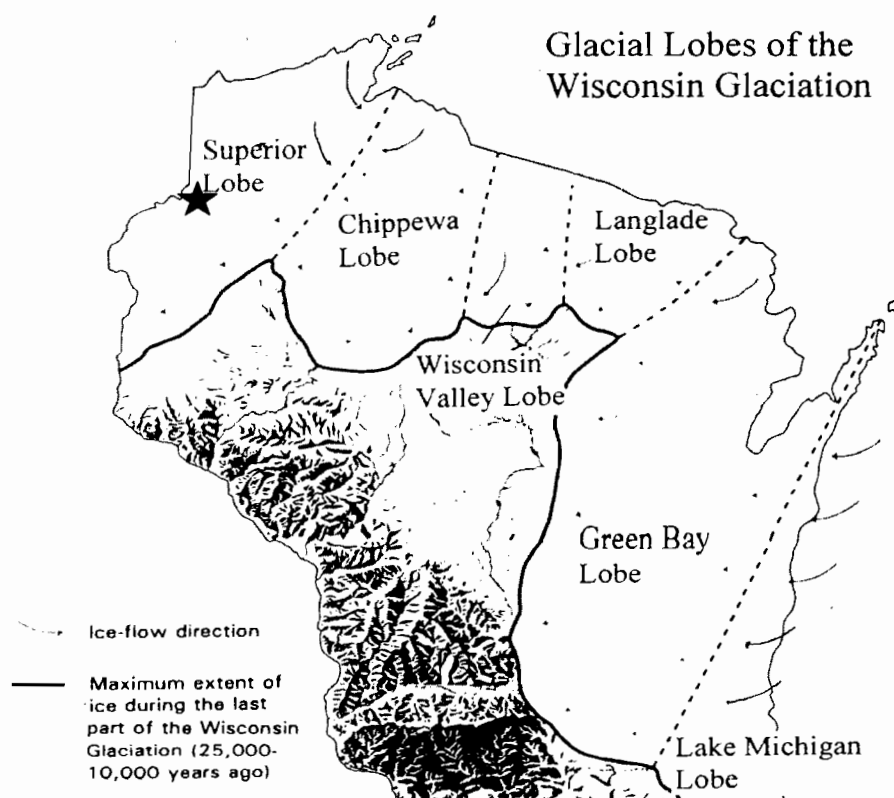 Glacial Lobes of the
Wisconsin Glaciation
Superior
Lobe
Chippewa
Lobe
Langlade
Lobe
Wisconsin
Valley Lobe
Green Bay
Lobe
Ice-flow direction
Maximum extent of
ice during the last
part of the Wisconsin
Glaciation (25,000-
10,000 years ago)
Lake Michigan
Lobe